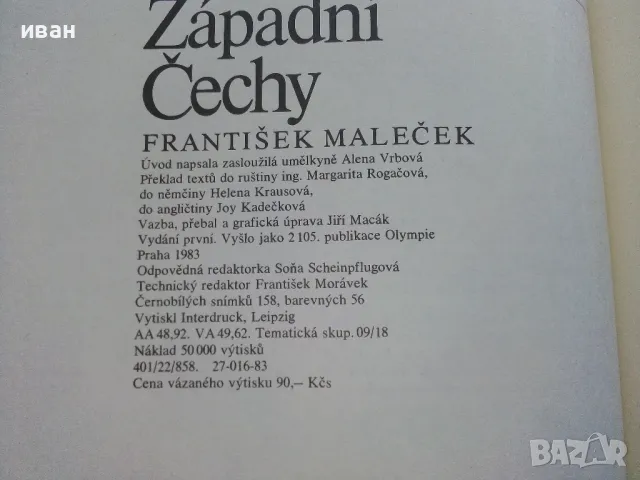 иван
Západní
Čechy
FRANTIŠEK MALEČEK
Úvod napsala zasloužilá umělkyně Alena Vrbová
Překlad textů do ruštiny ing. Margarita Rogačová,
do němčiny Helena Krausová,
do angličtiny Joy Kadečková
Vazba, přebal a grafická úprava Jiří Macák
Vydání první. Vyšlo jako 2105. publikace Olympie
Praha 1983
Odpovědná redaktorka Soňa Scheinpflugová
Technický redaktor František Morávek
Černobílých snímků 158, barevných 56
Vytiskl Interdruck, Leipzig
AA 48,92. VA 49,62. Tematická skup. 09/18
Náklad 50 000 výtisků
401/22/858. 27-016-83
Cena vázaného výtisku 90,— Kčs
BAZAR
bg